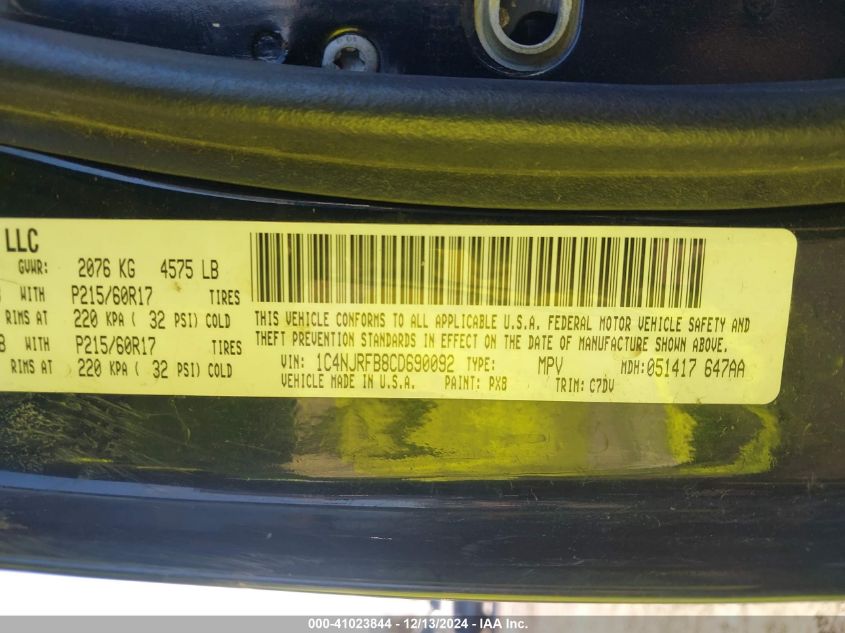 LLC
GVWR: 2076 KG 4575 LB
WITH P215/60R17 TIRES
RIMS AT 220 KPA ( 32 PSI) COLD
WITH P215/60R17 TIRES
RIMS AT 220 KPA ( 32 PSI) COLD
THIS VEHICLE CONFORMS TO ALL APPLICABLE U.S.A. FEDERAL MOTOR VEHICLE SAFETY AND
THEFT PREVENTION STANDARDS IN EFFECT ON THE DATE OF MANUFACTURE SHOWN ABOVE.
VIN: 1C4NJRFB8CD690092 TYPE: MPV MDH:051417 647AA
VEHICLE MADE IN U.S.A. PAINT: PX8 TRIM: C7DV
000-41023844 - 12/13/2024 - IAA, Inc.